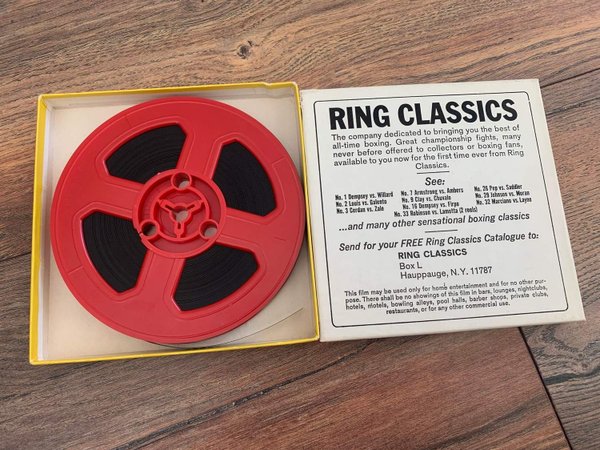 RING CLASSICS
The company dedicated to bringing you the best of
all-time boxing. Great championship fights, many
never before offered to collectors or boxing fans,
available to you now for the first time ever from Ring
Classics.
See:
No. 1 Dempsey vs. Willard No. 7 Armstrong vs. Ambers No. 26 Pep vs. Saddler
No. 2 Louis vs. Galento No. 9 Clay vs. Chuvalo No. 29 Johnson vs. Moran
No. 3 Cerdan vs. Zale No. 16 Dempsey vs. Firpo No. 32 Marciano vs Layne
No. 33 Robinson vs. Lamotta (2 reels)
...and many other sensational boxing classics
Send for your FREE Ring Classics Catalogue to:
RING CLASSICS
Box L
Hauppauge, N.Y. 11787
This film may be used only for home entertainment and for no other pur-
pose. There shall be no showings of this film in bars, lounges, nightclubs,
hotels, motels, bowling alleys, pool halls, barber shops, private clubs,
restaurants, or for any other commercial use.